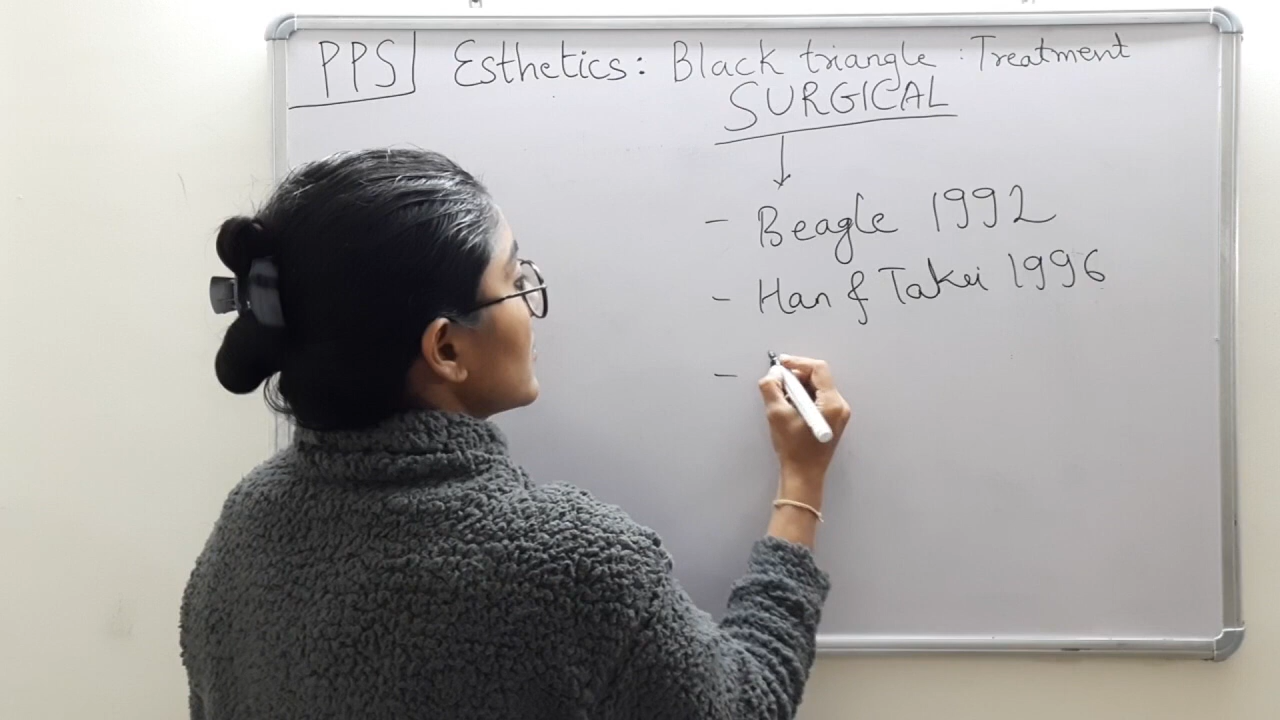 PPS Esthetics: Black triangle : Treatment
SURGICAL
- Beagle 1992
- Han & Takei 1996
-